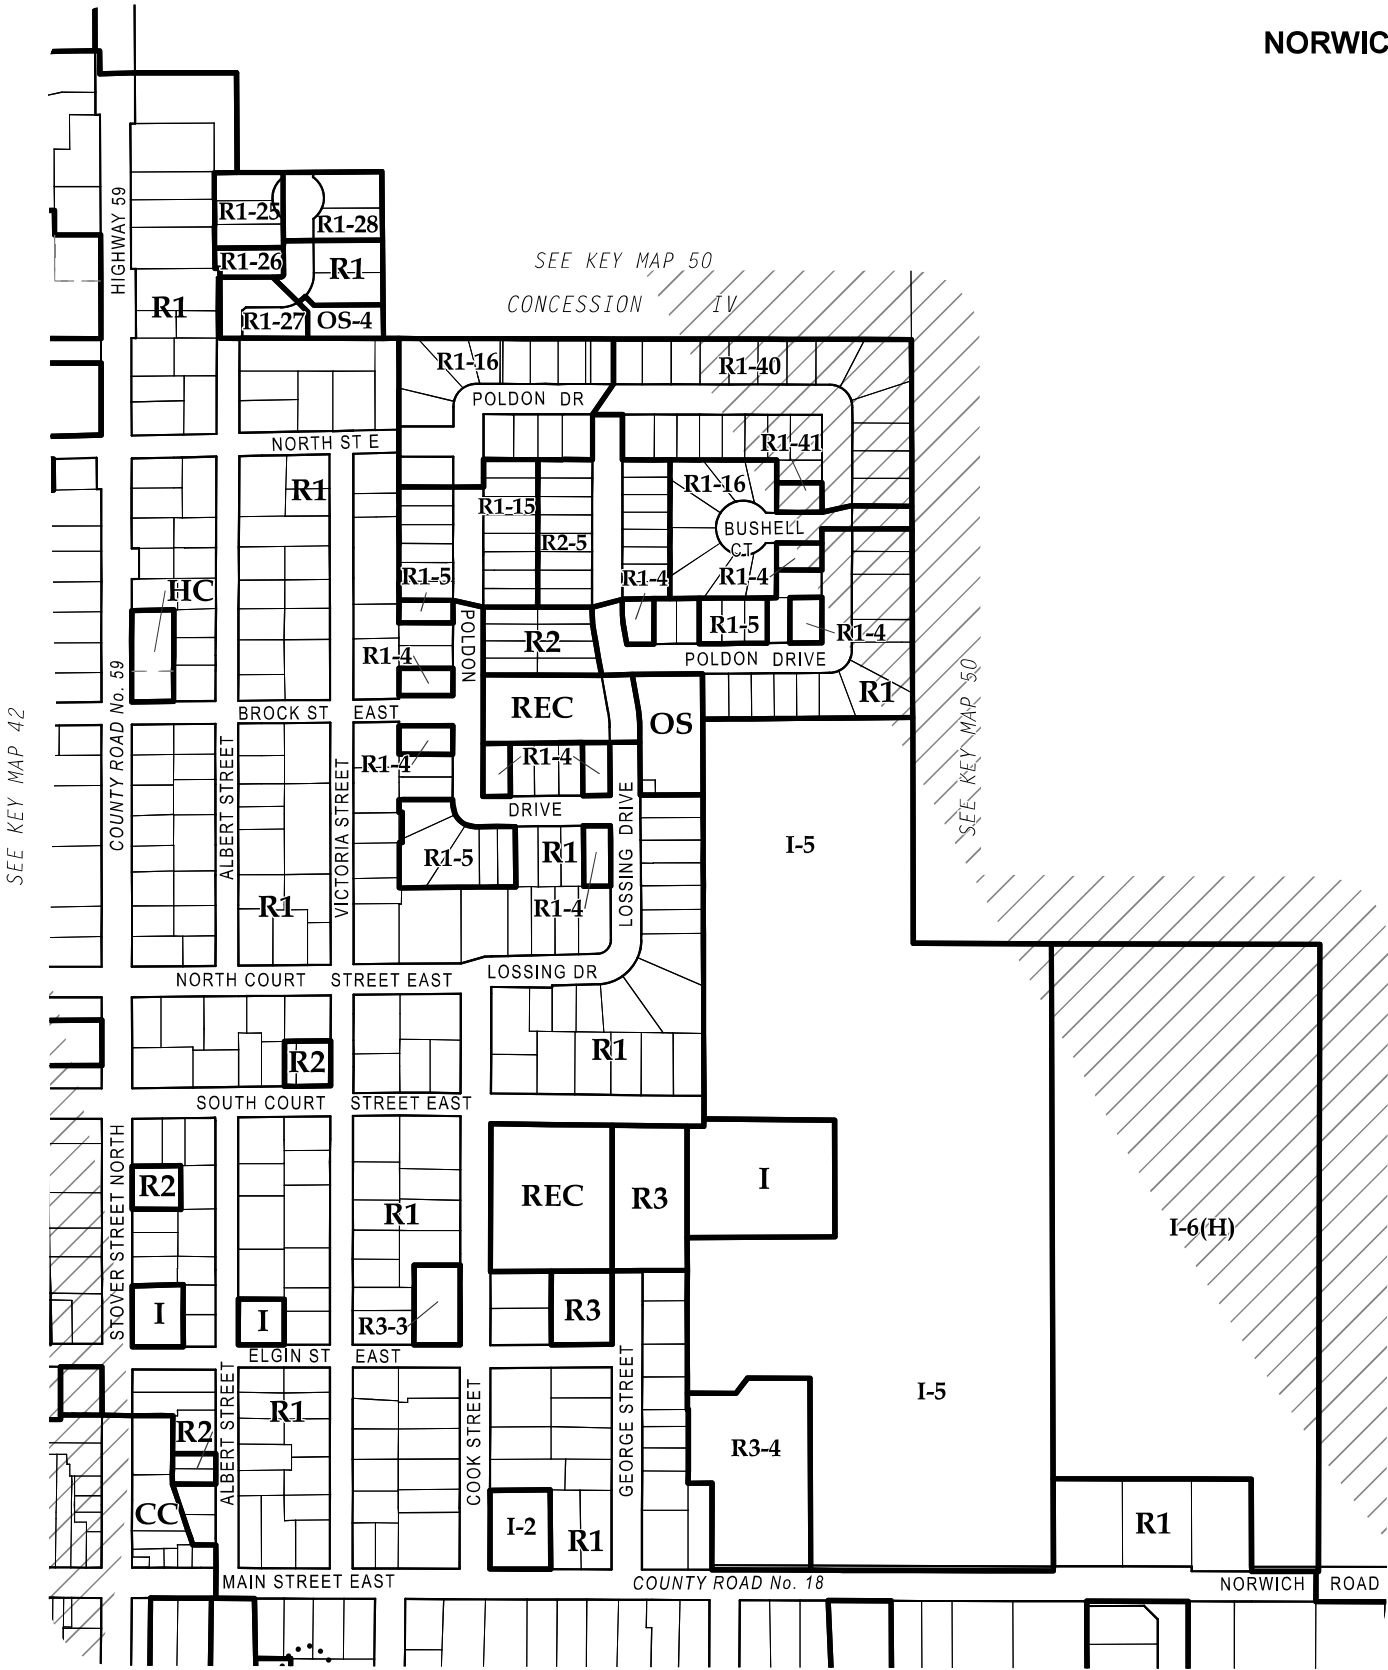 NORWIC
HIGHWAY 59
R1-25
R1-28
R1-26
R1
R1-27
OS-4
R1
SEE KEY MAP 50
CONCESSION IV
R1-16
R1-40
POLDON DR
NORTH ST E
R1-41
R1
R1-15
R2-5
R1-16
BUSHELL
CT
HC
R1-5
R1-4
R1-4
R1-5
R1-4
POLDON
R2
R1-4
POLDON DRIVE
R1
COUNTY ROAD No. 59
SEE KEY MAP 42
SEE KEY MAP 50
BROCK ST EAST
REC
OS
ALBERT STREET
VICTORIA STREET
R1-4
R1-4
DRIVE
LOSSING DRIVE
I-5
R1-5
R1
R1
R1-4
NORTH COURT STREET EAST
LOSSING DR
R2
R1
SOUTH COURT STREET EAST
STOVER STREET NORTH
R2
REC
R3
I
R1
I-6(H)
I
I
R3-3
R3
ELGIN ST EAST
ALBERT STREET
COOK STREET
GEORGE STREET
I-5
R1
R2
R3-4
CC
I-2
R1
R1
MAIN STREET EAST
COUNTY ROAD No. 18
NORWICH ROAD